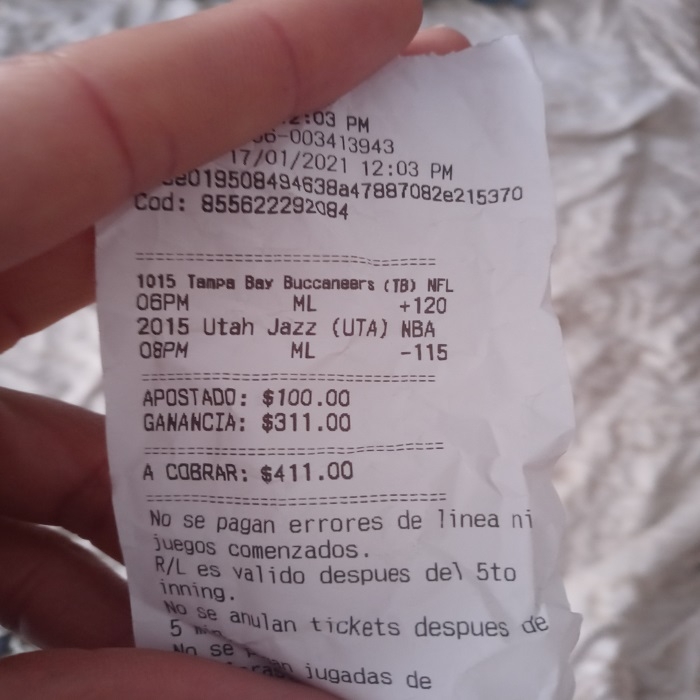 2:03 PM
6-003413943
17/01/2021 12:03 PM
e019508494638a47887082e215370
Cod: 855622292084
1015 Tampa Bay Buccaneers (TB) NFL
06PM ML +120
2015 Utah Jazz (UTA) NBA
08PM ML -115
APOSTADO: $100.00
GANANCIA: $311.00
A COBRAR: $411.00
No se pagan errores de linea ni
juegos comenzados.
R/L es valido despues del 5to
inning.
No se anulan tickets despues de
5
No se
jugadas de